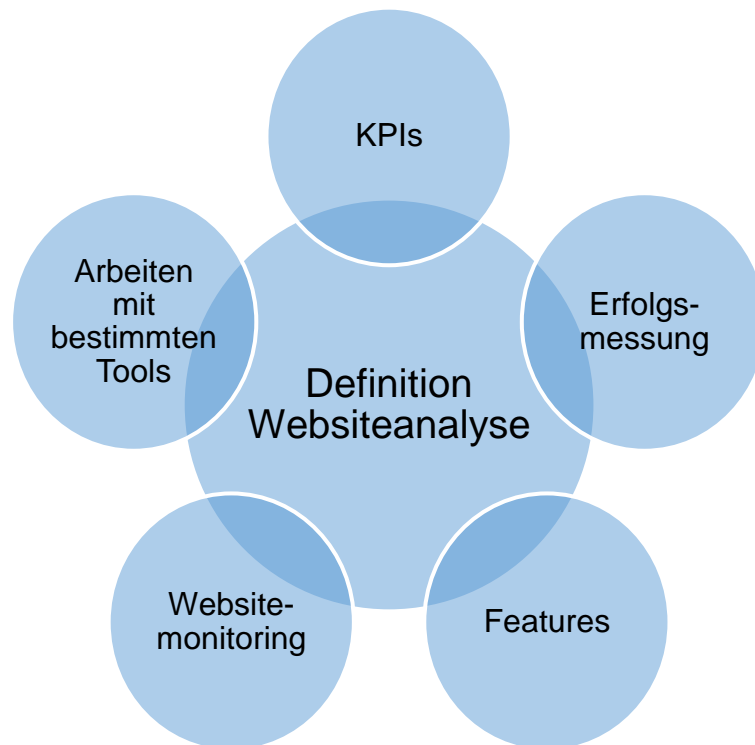 KPIs
Arbeiten
mit
bestimmten
Tools
Erfolgs-
messung
Definition
Websiteanalyse
Website-
monitoring
Features